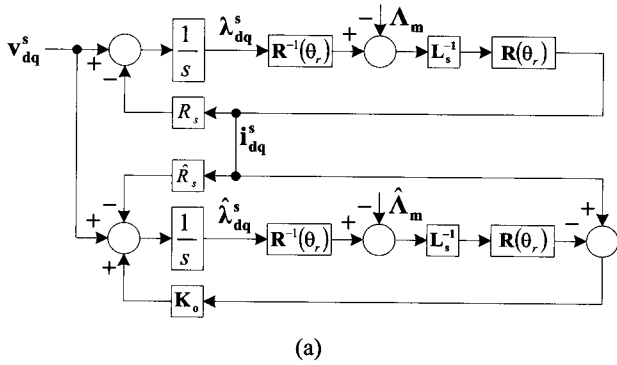 v^s_dq
+
−
1/s
λ^s_dq
R⁻¹(θ_r)
+
−
Λ_m
L_s⁻¹
R(θ_r)
R_s
i^s_dq
R̂_s
+
−
+
1/s
λ̂^s_dq
R⁻¹(θ_r)
+
−
Λ̂_m
L_s⁻¹
R(θ_r)
−
+
K_o
(a)